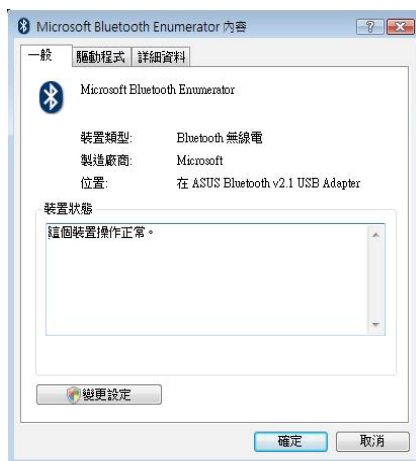 Microsoft Bluetooth Enumerator 內容
一般 驅動程式 詳細資料
Microsoft Bluetooth Enumerator
裝置類型: Bluetooth 無線電
製造廠商: Microsoft
位置: 在 ASUS Bluetooth v2.1 USB Adapter
裝置狀態
這個裝置操作正常。
變更設定
確定 取消